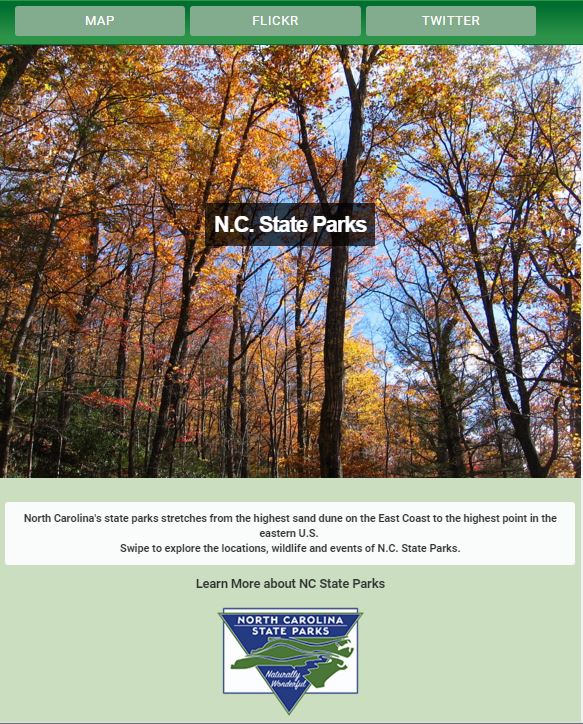 MAP FLICKR TWITTER
N.C. State Parks
North Carolina's state parks stretches from the highest sand dune on the East Coast to the highest point in the
eastern U.S.
Swipe to explore the locations, wildlife and events of N.C. State Parks.
Learn More about NC State Parks
NORTH CAROLINA
STATE PARKS
Naturally
Wonderful